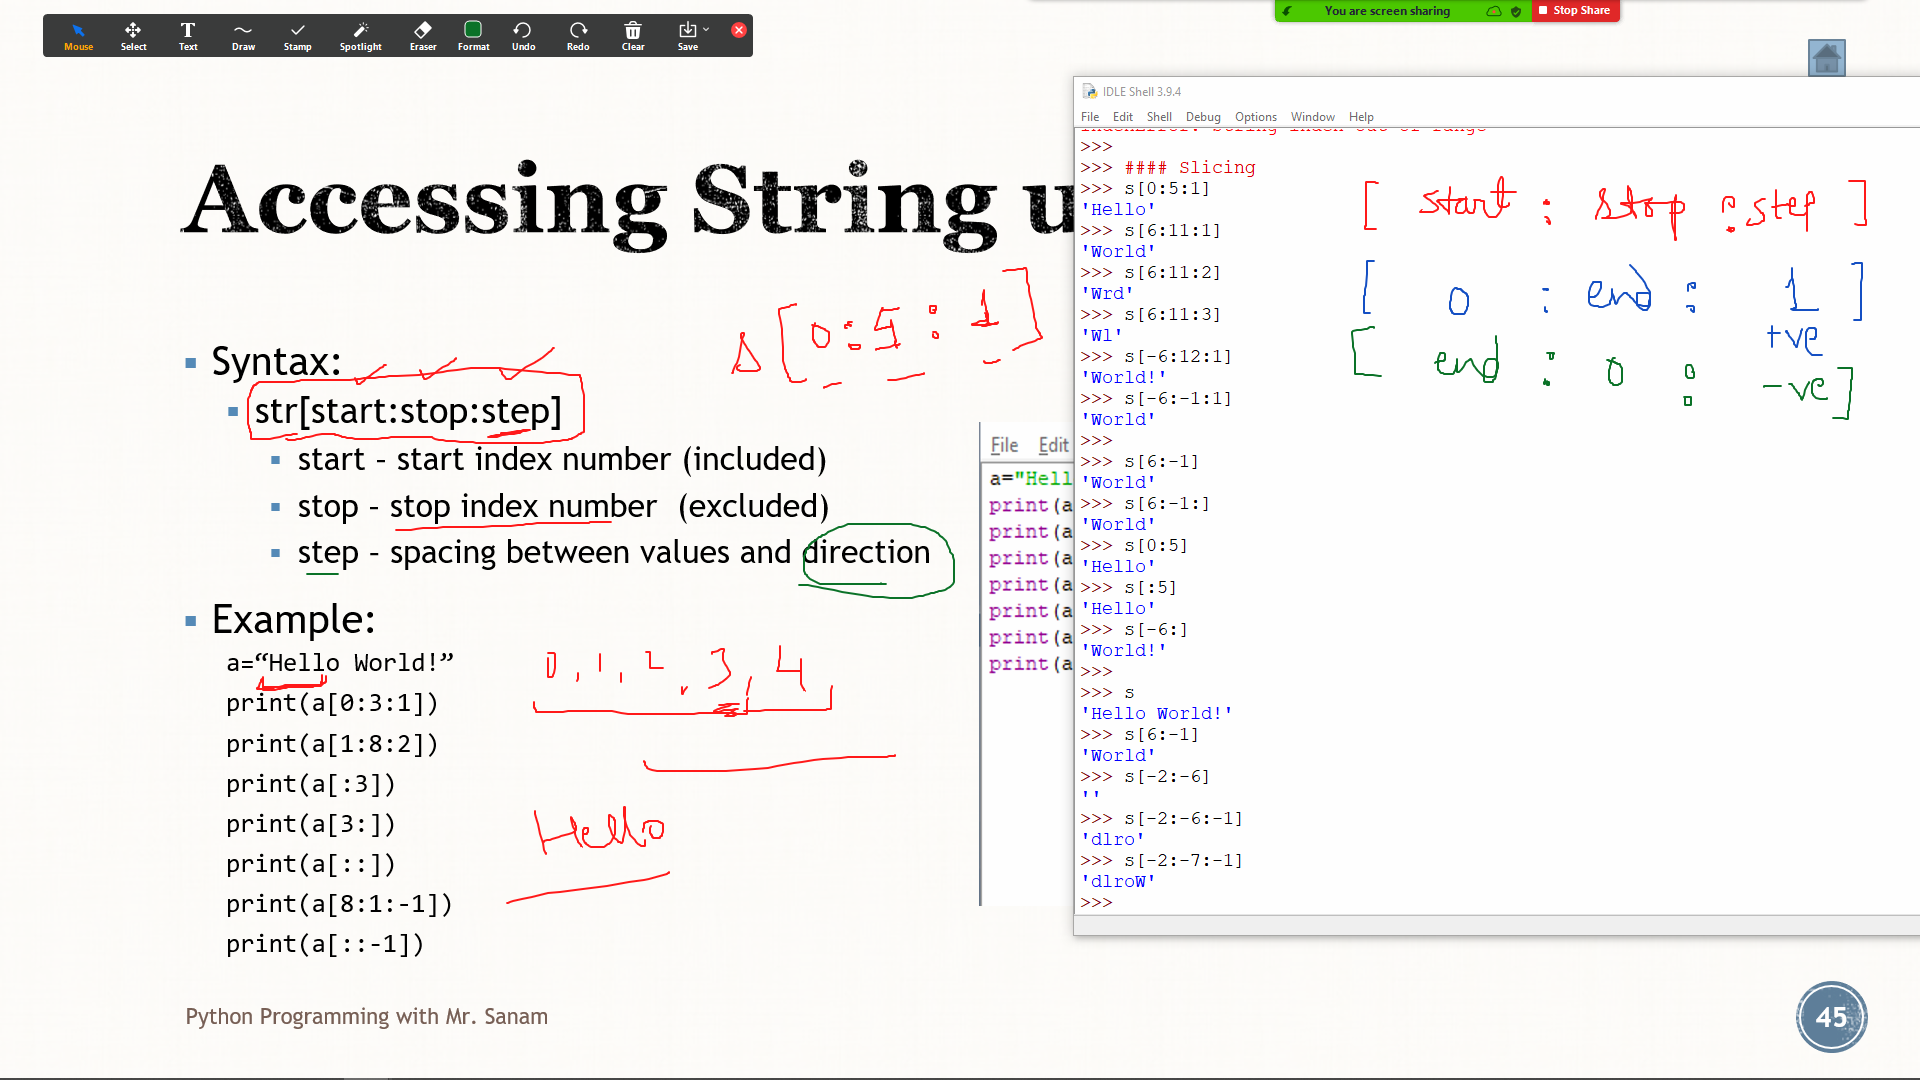 Mouse Select Text Draw Stamp Spotlight Eraser Format Undo Redo Clear Save
You are screen sharing Stop Share
Accessing String u
s[0:5:1]
Syntax:
str[start:stop:step]
start - start index number (included)
stop - stop index number (excluded)
step - spacing between values and direction
Example:
a=“Hello World!”
print(a[0:3:1])
print(a[1:8:2])
print(a[:3])
print(a[3:])
print(a[::])
print(a[8:1:-1])
print(a[::-1])
0, 1, 2, 3, 4,
Hello
File Edit
a="Hell
print(a
print(a
print(a
print(a
print(a
print(a
print(a
IDLE Shell 3.9.4
File Edit Shell Debug Options Window Help
IndexError: string index out of range
>>>
>>> #### Slicing
>>> s[0:5:1]
'Hello'
>>> s[6:11:1]
'World'
>>> s[6:11:2]
'Wrd'
>>> s[6:11:3]
'Wl'
>>> s[-6:12:1]
'World!'
>>> s[-6:-1:1]
'World'
>>>
>>> s[6:-1]
'World'
>>> s[6:-1:]
'World'
>>> s[0:5]
'Hello'
>>> s[:5]
'Hello'
>>> s[-6:]
'World!'
>>>
>>> s
'Hello World!'
>>> s[6:-1]
'World'
>>> s[-2:-6]
''
>>> s[-2:-6:-1]
'dlro'
>>> s[-2:-7:-1]
'dlroW'
>>>
[ start : stop : step ]
[ 0 : end : 1 ]
+ve
[ end : 0 : -ve ]
Python Programming with Mr. Sanam
45